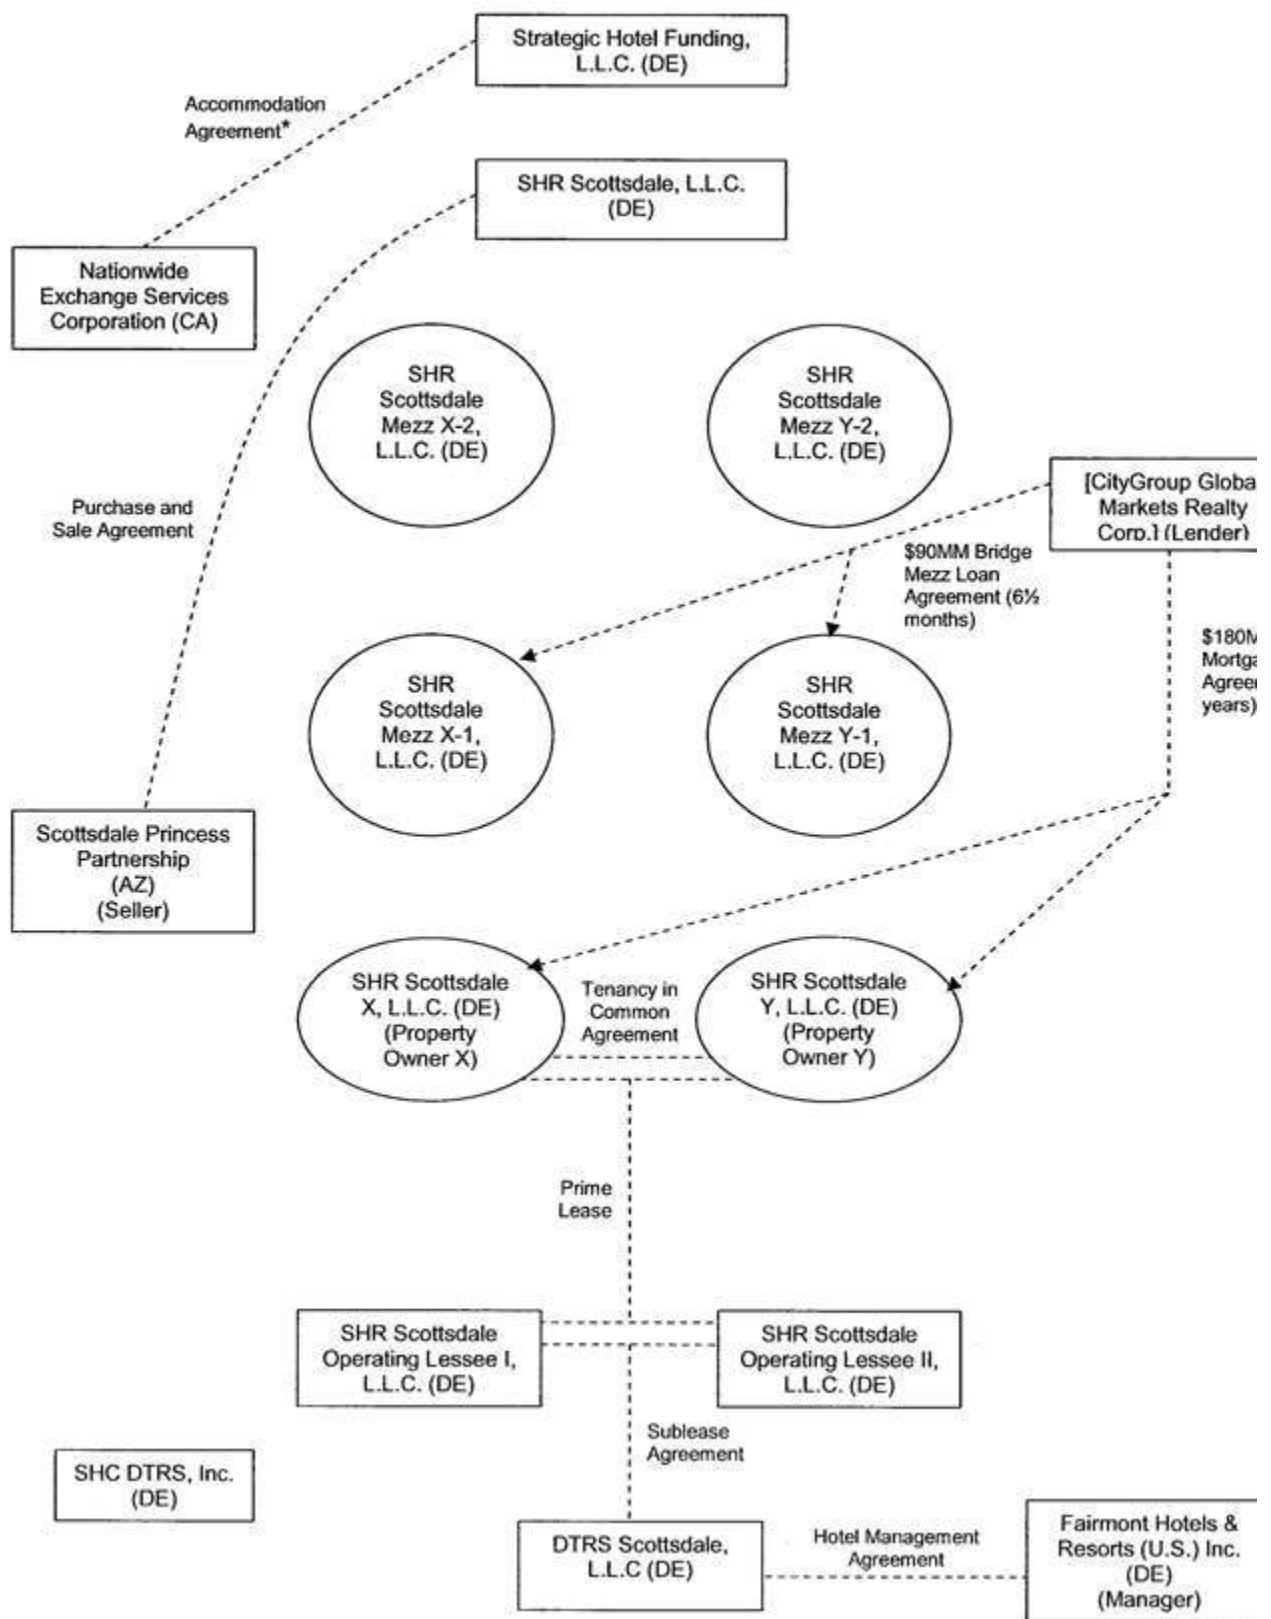 Strategic Hotel Funding,
L.L.C. (DE)
Accommodation
Agreement*
SHR Scottsdale, L.L.C.
(DE)
Nationwide
Exchange Services
Corporation (CA)
SHR
Scottsdale
Mezz X-2,
L.L.C. (DE)
SHR
Scottsdale
Mezz Y-2,
L.L.C. (DE)
[CityGroup Globa
Markets Realty
Corp.] (Lender)
Purchase and
Sale Agreement
$90MM Bridge
Mezz Loan
Agreement (6½
months)
$180M
Mortga
Agree
years)
SHR
Scottsdale
Mezz X-1,
L.L.C. (DE)
SHR
Scottsdale
Mezz Y-1,
L.L.C. (DE)
Scottsdale Princess
Partnership
(AZ)
(Seller)
SHR Scottsdale
X, L.L.C. (DE)
(Property
Owner X)
Tenancy in
Common
Agreement
SHR Scottsdale
Y, L.L.C. (DE)
(Property
Owner Y)
Prime
Lease
SHR Scottsdale
Operating Lessee I,
L.L.C. (DE)
SHR Scottsdale
Operating Lessee II,
L.L.C. (DE)
Sublease
Agreement
SHC DTRS, Inc.
(DE)
DTRS Scottsdale,
L.L.C (DE)
Hotel Management
Agreement
Fairmont Hotels &
Resorts (U.S.) Inc.
(DE)
(Manager)